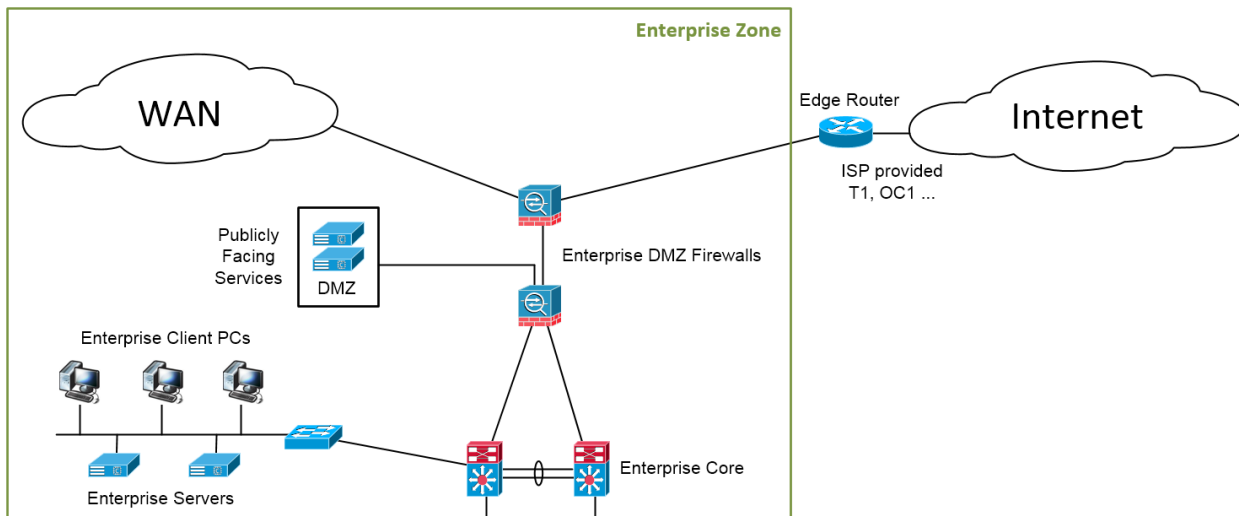 Enterprise Zone
WAN
Edge Router
Internet
ISP provided
T1, OC1 ...
Publicly
Facing
Services
DMZ
Enterprise DMZ Firewalls
Enterprise Client PCs
Enterprise Core
Enterprise Servers